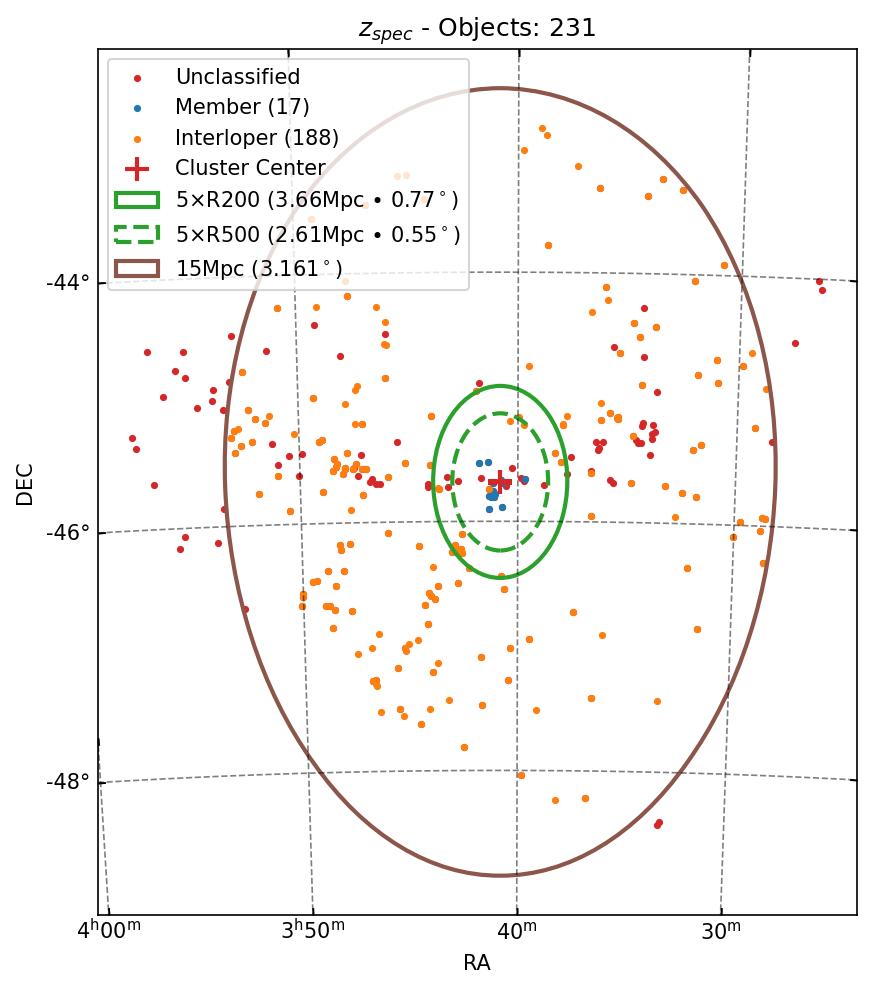 z_spec - Objects: 231
Unclassified
Member (17)
Interloper (188)
Cluster Center
5×R200 (3.66Mpc • 0.77°)
5×R500 (2.61Mpc • 0.55°)
15Mpc (3.161°)
-44°
-46°
-48°
DEC
4h00m 3h50m 40m 30m
RA